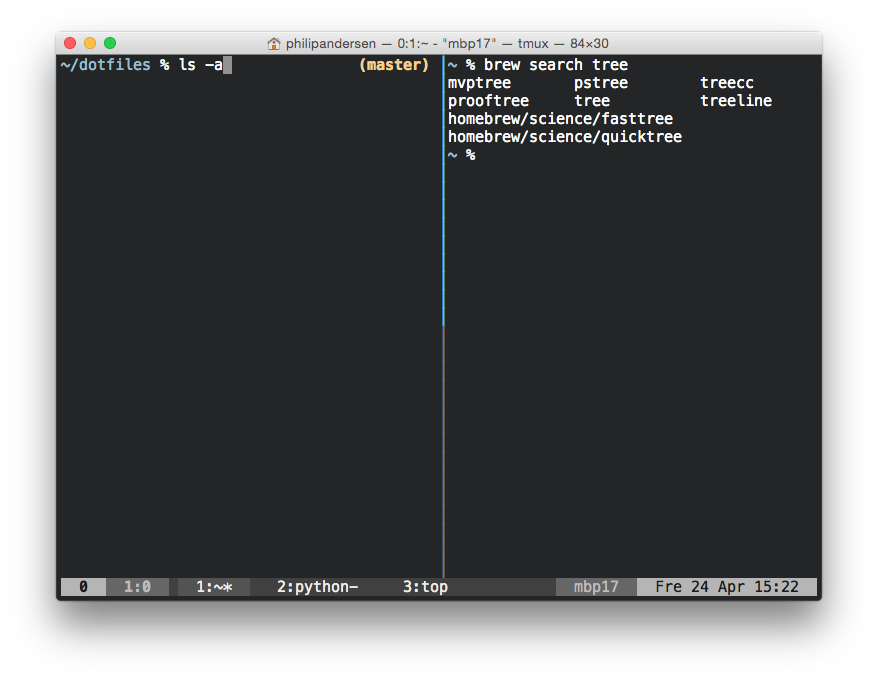 philipandersen — 0:1:~ - "mbp17" — tmux — 84×30
~/dotfiles % ls -a (master)
~ % brew search tree
mvptree pstree treecc
prooftree tree treeline
homebrew/science/fasttree
homebrew/science/quicktree
~ %
0 1:0 1:~* 2:python- 3:top mbp17 Fre 24 Apr 15:22